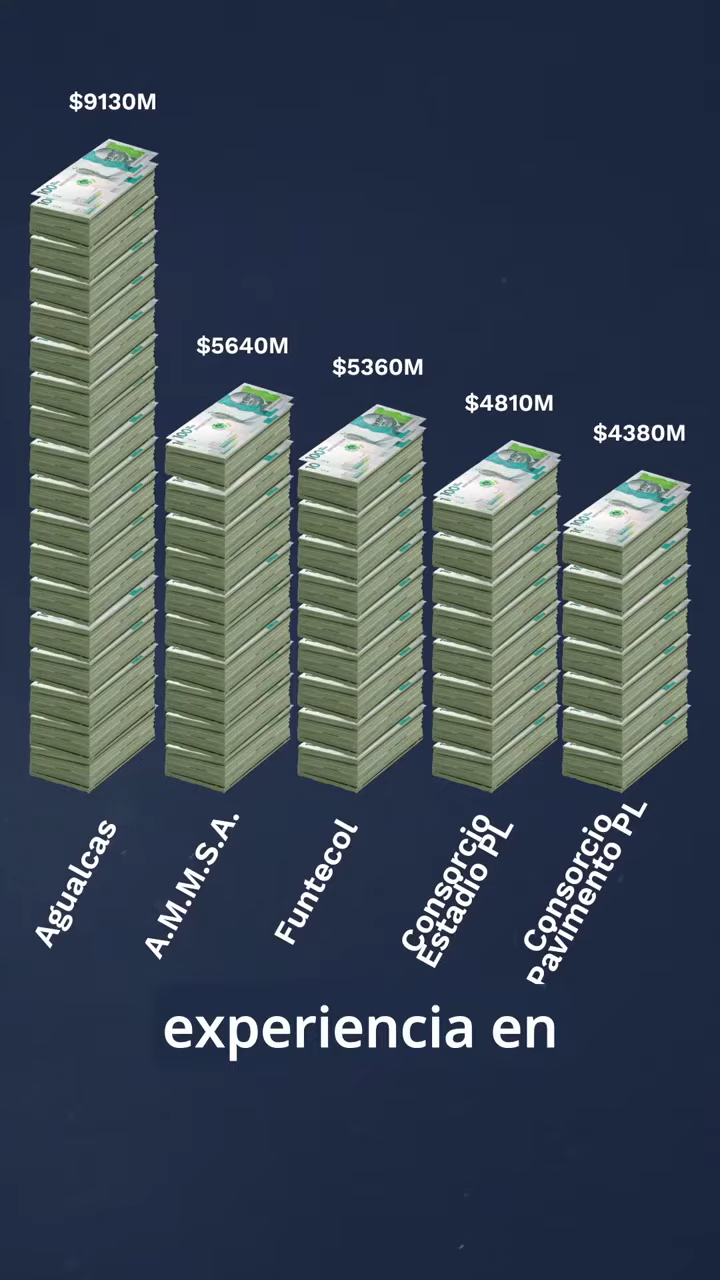 $9130M
$5640M
$5360M
$4810M
$4380M
Agualcas
A.M.M.S.A.
Funtecol
Consorcio
Estadio PL
Consorcio
Pavimento PL
experiencia en